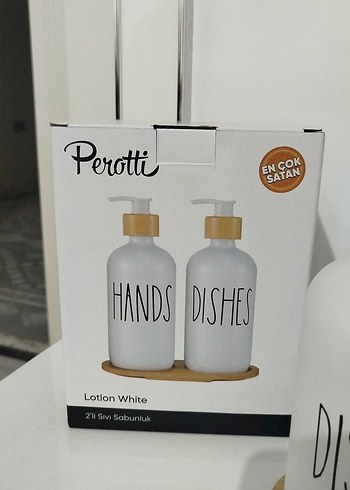 Perotti
EN ÇOK
SATAN
HANDS
DISHES
Lotion White
2'li Sıvı Sabunluk